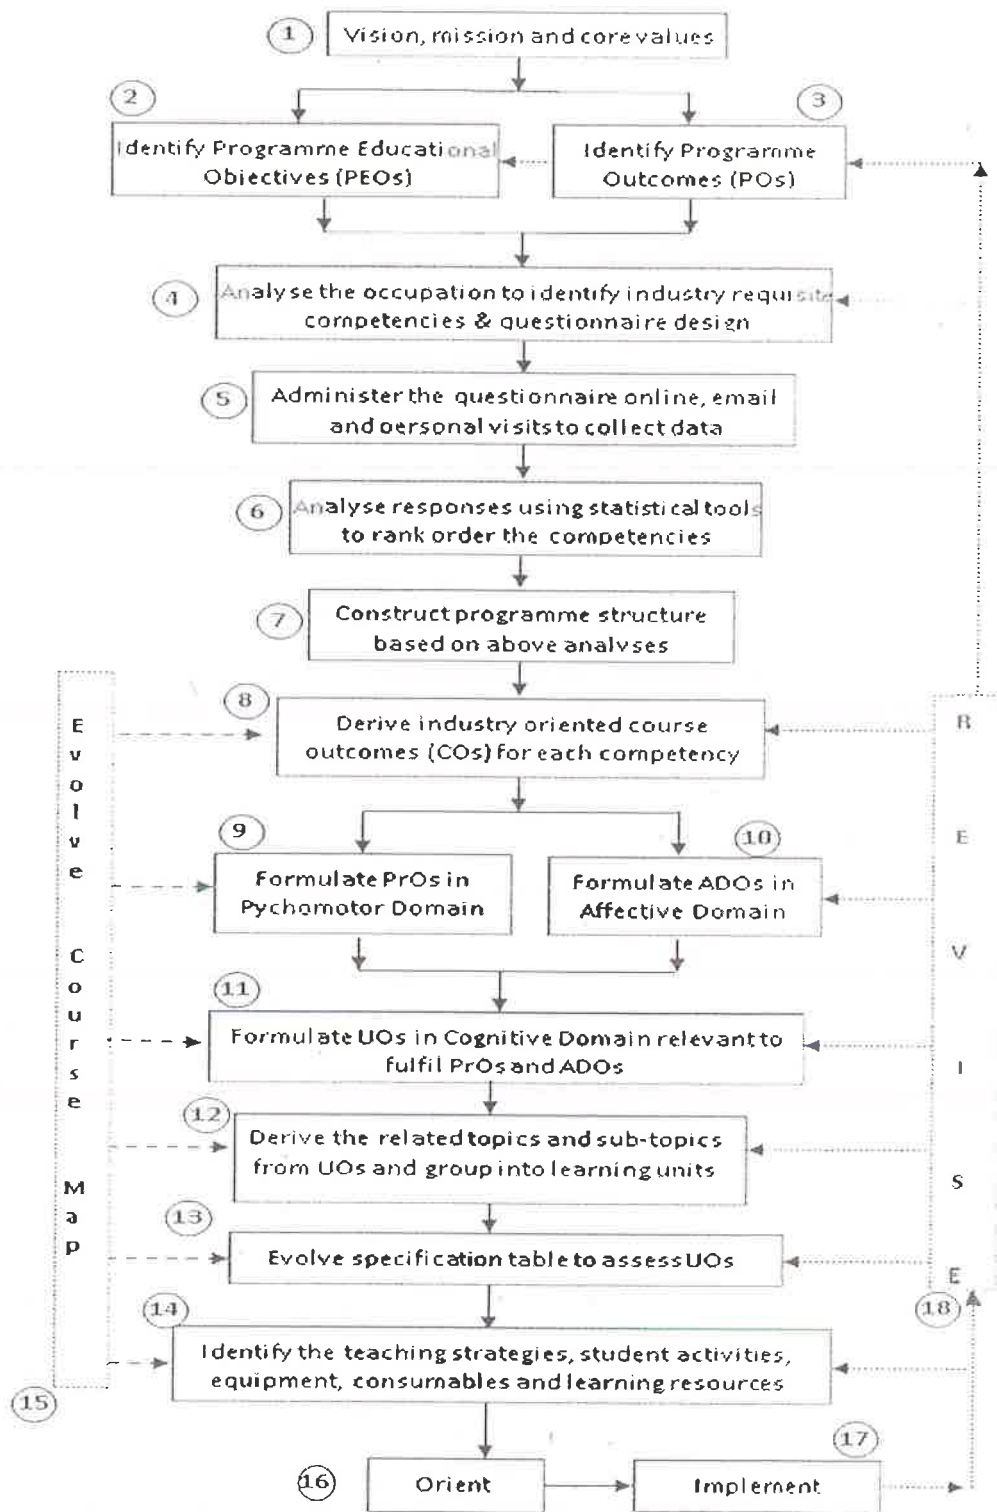 1
Vision, mission and core values
2
3
Identify Programme Educational
Objectives (PEOs)
Identify Programme
Outcomes (POs)
4
Analyse the occupation to identify industry requisite
competencies & questionnaire design
5
Administer the questionnaire online, email
and personal visits to collect data
6
Analyse responses using statistical tools
to rank order the competencies
7
Construct programme structure
based on above analyses
8
Derive industry oriented course
outcomes (COs) for each competency
9
10
Formulate PrOs in
Pychomotor Domain
Formulate ADOs in
Affective Domain
11
Formulate UOs in Cognitive Domain relevant to
fulfil PrOs and ADOs
12
Derive the related topics and sub-topics
from UOs and group into learning units
13
Evolve specification table to assess UOs
14
Identify the teaching strategies, student activities,
equipment, consumables and learning resources
Evolve Course Map
15
REVISE
18
16
Orient
17
Implement